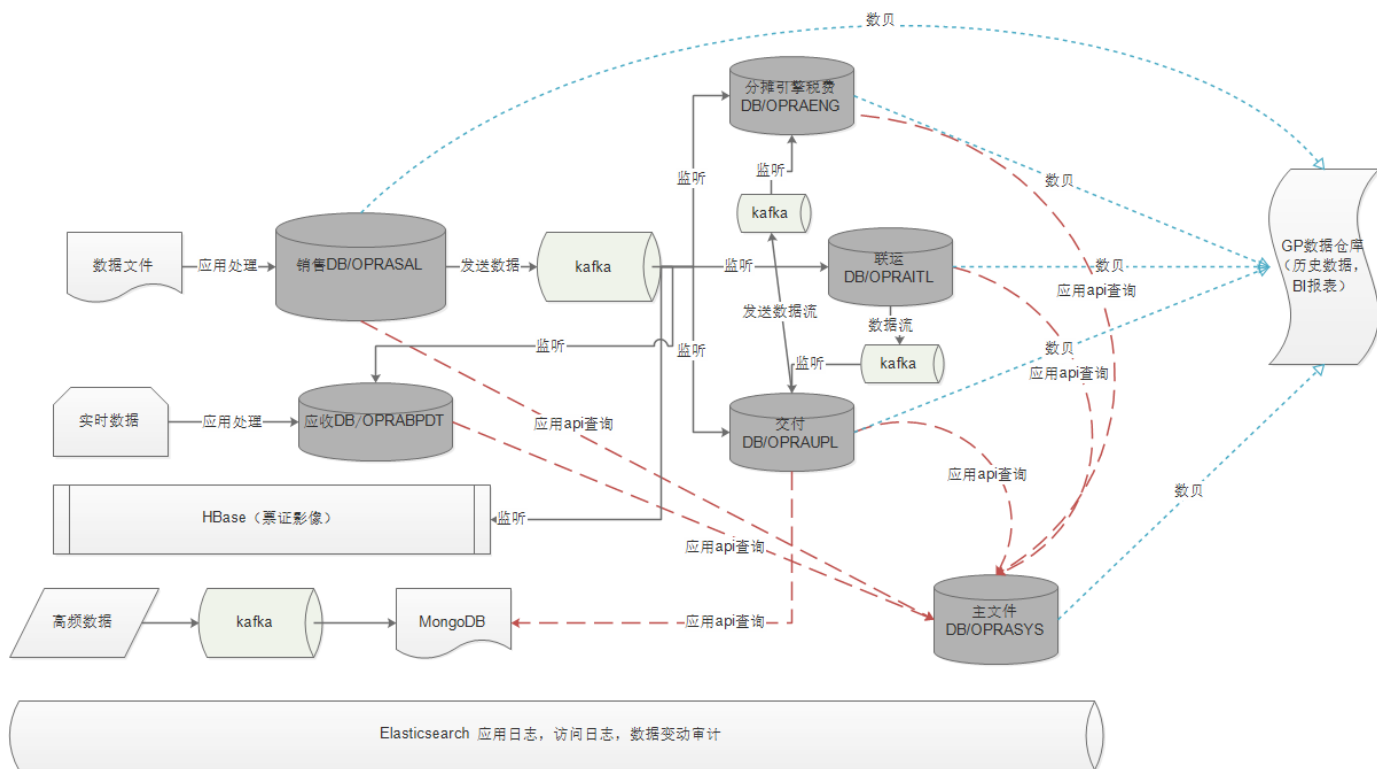 数贝
分摊引擎税费
DB/OPRAENG
监听
数贝
监听
kafka
数据文件
应用处理
销售DB/OPRASAL
发送数据
kafka
监听
联运
DB/OPRAITL
数贝
GP数据仓库
（历史数据，
BI报表）
应用api查询
发送数据流
数据流
监听
监听
监听
kafka
数贝
应用api查询
实时数据
应用处理
应收DB/OPRABPDT
应用api查询
交付
DB/OPRAUPL
应用api查询
数贝
HBase（票证影像）
监听
应用api查询
高频数据
kafka
MongoDB
应用api查询
主文件
DB/OPRASYS
Elasticsearch 应用日志，访问日志，数据变动审计